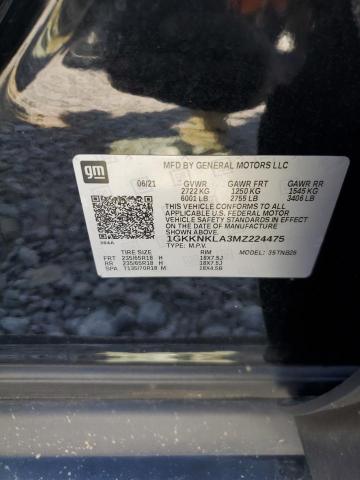 gm
MFD BY GENERAL MOTORS LLC
06/21 GVWR GAWR FRT GAWR RR
2722 KG 1250 KG 1545 KG
6001 LB 2755 LB 3406 LB
THIS VEHICLE CONFORMS TO ALL
APPLICABLE U.S. FEDERAL MOTOR
VEHICLE SAFETY STANDARDS IN EFFECT
ON THE DATE OF MANUFACTURE SHOWN ABOVE.
1GKKNKLA3MZ224475
TYPE: M.P.V. MODEL: 35TNB26
TIRE SIZE RIM
FRT 235/65R18 H 18X7.5J
RR 235/65R18 H 18X7.5J
SPA T135/70R18 M 18X4.5B